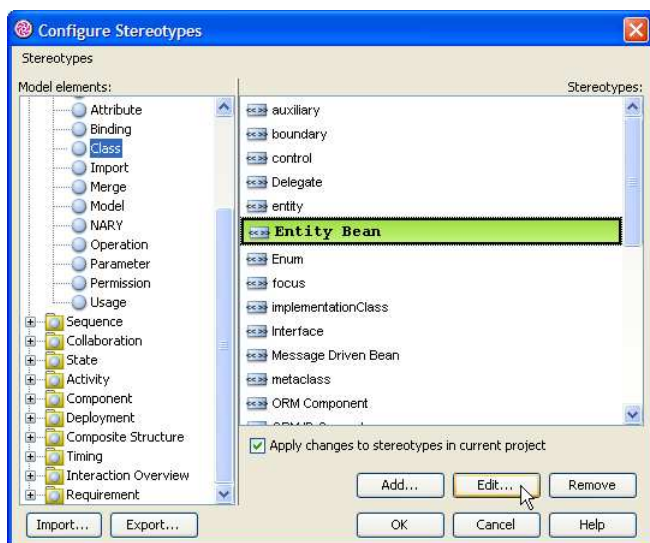 Configure Stereotypes
Stereotypes
Model elements:
Stereotypes:
Attribute
Binding
Class
Import
Merge
Model
NARY
Operation
Parameter
Permission
Usage
Sequence
Collaboration
State
Activity
Component
Deployment
Composite Structure
Timing
Interaction Overview
Requirement
auxiliary
boundary
control
Delegate
entity
Entity Bean
Enum
focus
implementationClass
Interface
Message Driven Bean
metaclass
ORM Component
Apply changes to stereotypes in current project
Add... Edit... Remove
Import... Export... OK Cancel Help